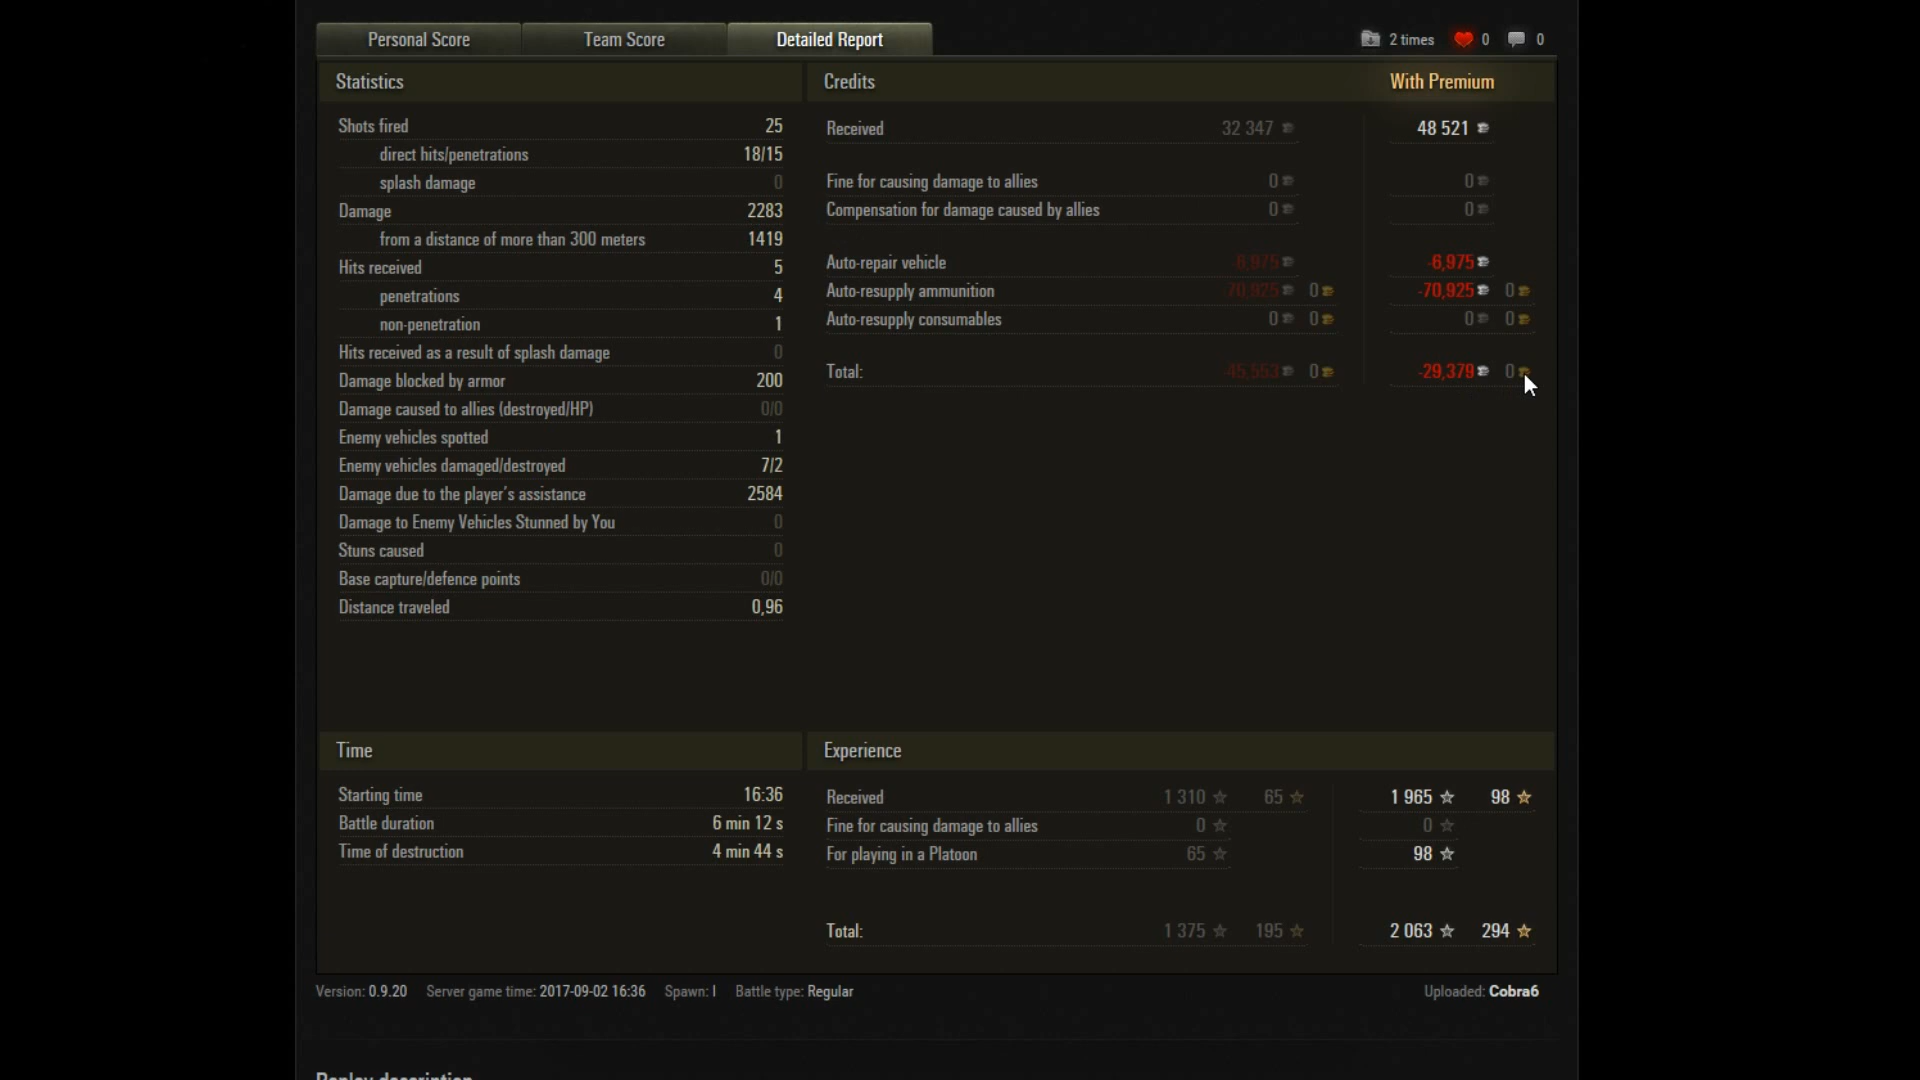 Personal Score Team Score Detailed Report 2 times 0 0
Statistics
Shots fired 25
direct hits/penetrations 18/15
splash damage 0
Damage 2283
from a distance of more than 300 meters 1419
Hits received 5
penetrations 4
non-penetration 1
Hits received as a result of splash damage 0
Damage blocked by armor 200
Damage caused to allies (destroyed/HP) 0/0
Enemy vehicles spotted 1
Enemy vehicles damaged/destroyed 7/2
Damage due to the player's assistance 2584
Damage to Enemy Vehicles Stunned by You 0
Stuns caused 0
Base capture/defence points 0/0
Distance traveled 0,96
Credits With Premium
Received 32 347 48 521
Fine for causing damage to allies 0 0
Compensation for damage caused by allies 0 0
Auto-repair vehicle -6,975 -6,975
Auto-resupply ammunition -70,925 0 -70,925 0
Auto-resupply consumables 0 0 0 0
Total: -45,553 0 -29,379 0
Time
Starting time 16:36
Battle duration 6 min 12 s
Time of destruction 4 min 44 s
Experience
Received 1 310 65 1 965 98
Fine for causing damage to allies 0 0
For playing in a Platoon 65 98
Total: 1 375 195 2 063 294
Version: 0.9.20 Server game time: 2017-09-02 16:36 Spawn: I Battle type: Regular Uploaded: Cobra6
Replay description